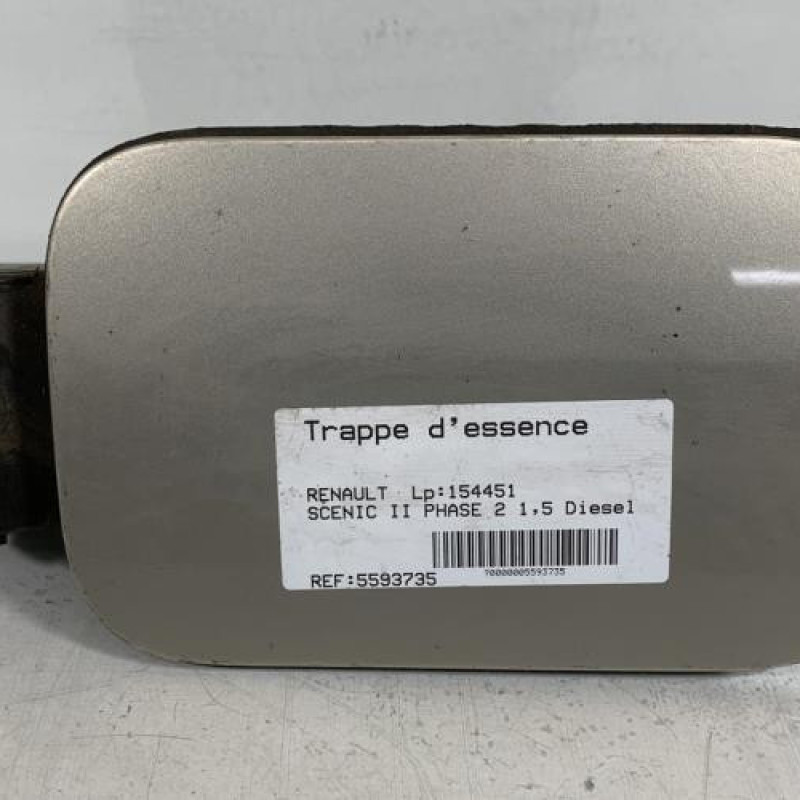 Trappe d'essence
RENAULT Lp:154451
SCENIC II PHASE 2 1,5 Diesel
70000005593735
REF:5593735